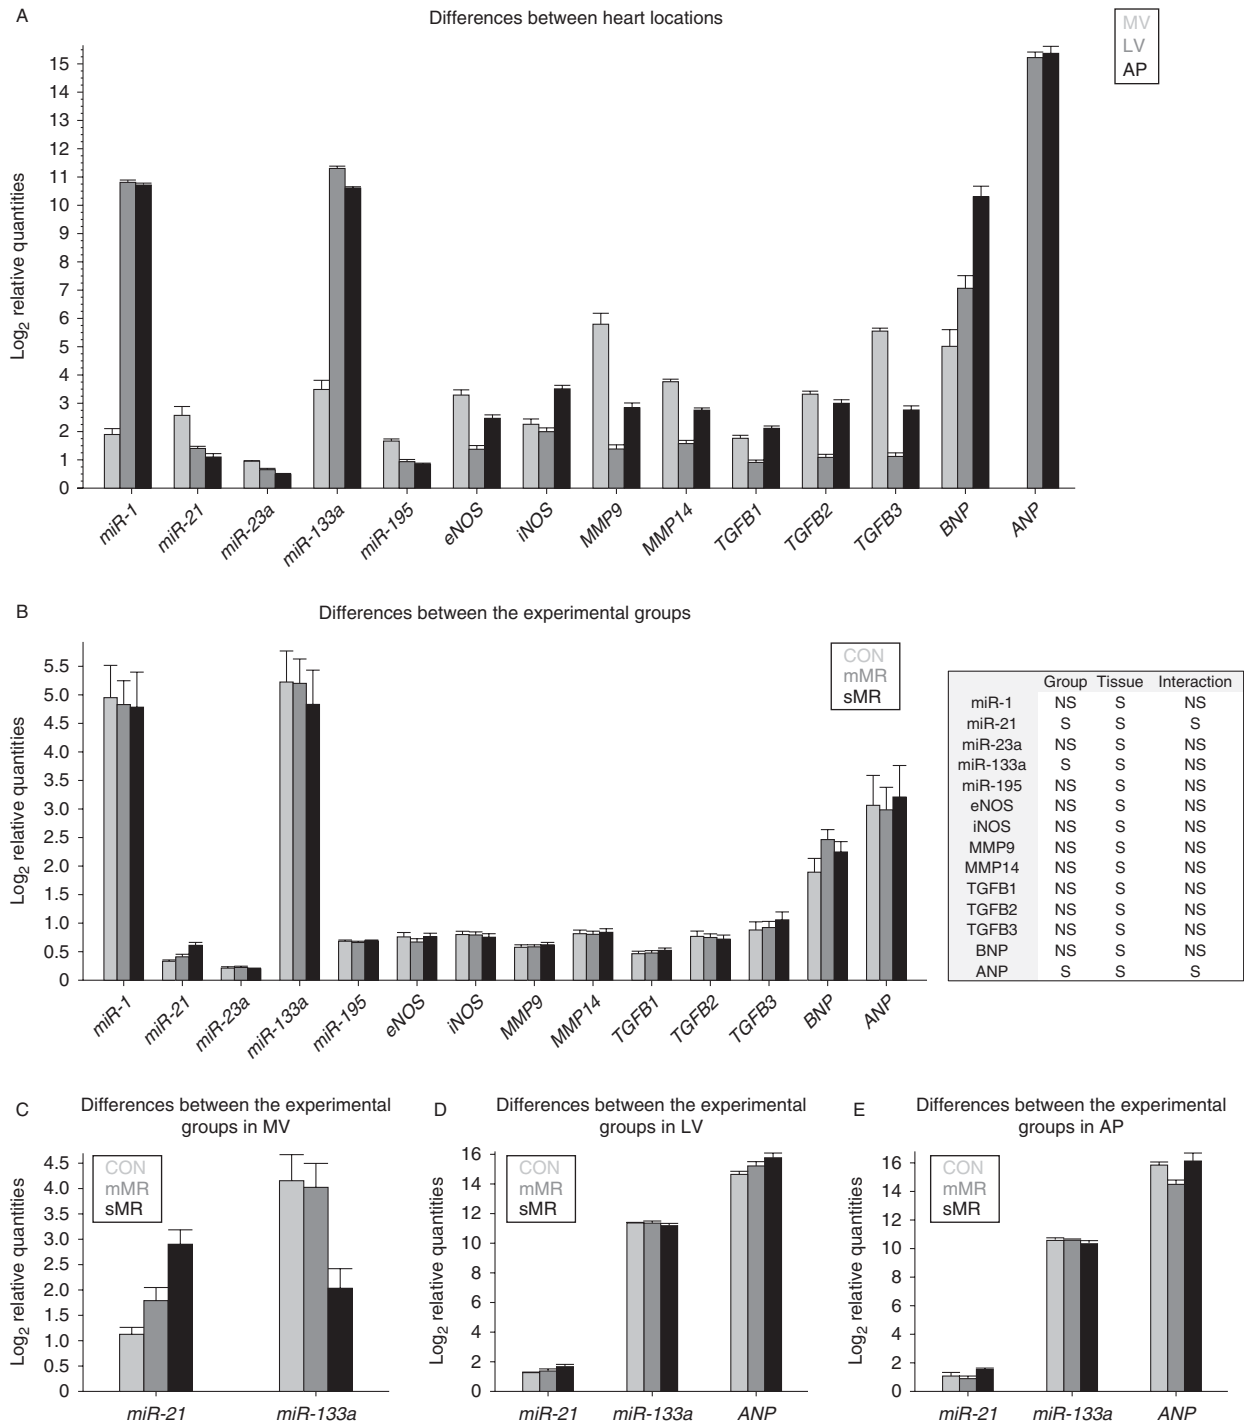 A
Differences between heart locations
MV
LV
AP
Log2 relative quantities
15
14
13
12
11
10
9
8
7
6
5
4
3
2
1
0
miR-1
miR-21
miR-23a
miR-133a
miR-195
eNOS
iNOS
MMP9
MMP14
TGFB1
TGFB2
TGFB3
BNP
ANP
B
Differences between the experimental groups
CON
mMR
sMR
Log2 relative quantities
5.5
5.0
4.5
4.0
3.5
3.0
2.5
2.0
1.5
1.0
0.5
0
miR-1
miR-21
miR-23a
miR-133a
miR-195
eNOS
iNOS
MMP9
MMP14
TGFB1
TGFB2
TGFB3
BNP
ANP
Group Tissue Interaction
miR-1 NS S NS
miR-21 S S S
miR-23a NS S NS
miR-133a S S NS
miR-195 NS S NS
eNOS NS S NS
iNOS NS S NS
MMP9 NS S NS
MMP14 NS S NS
TGFB1 NS S NS
TGFB2 NS S NS
TGFB3 NS S NS
BNP NS S NS
ANP S S S
C
Differences between the experimental
groups in MV
CON
mMR
sMR
Log2 relative quantities
4.5
4.0
3.5
3.0
2.5
2.0
1.5
1.0
0.5
0
miR-21
miR-133a
D
Differences between the experimental
groups in LV
CON
mMR
sMR
Log2 relative quantities
16
14
12
10
8
6
4
2
0
miR-21
miR-133a
ANP
E
Differences between the experimental
groups in AP
CON
mMR
sMR
Log2 relative quantities
16
14
12
10
8
6
4
2
0
miR-21
miR-133a
ANP